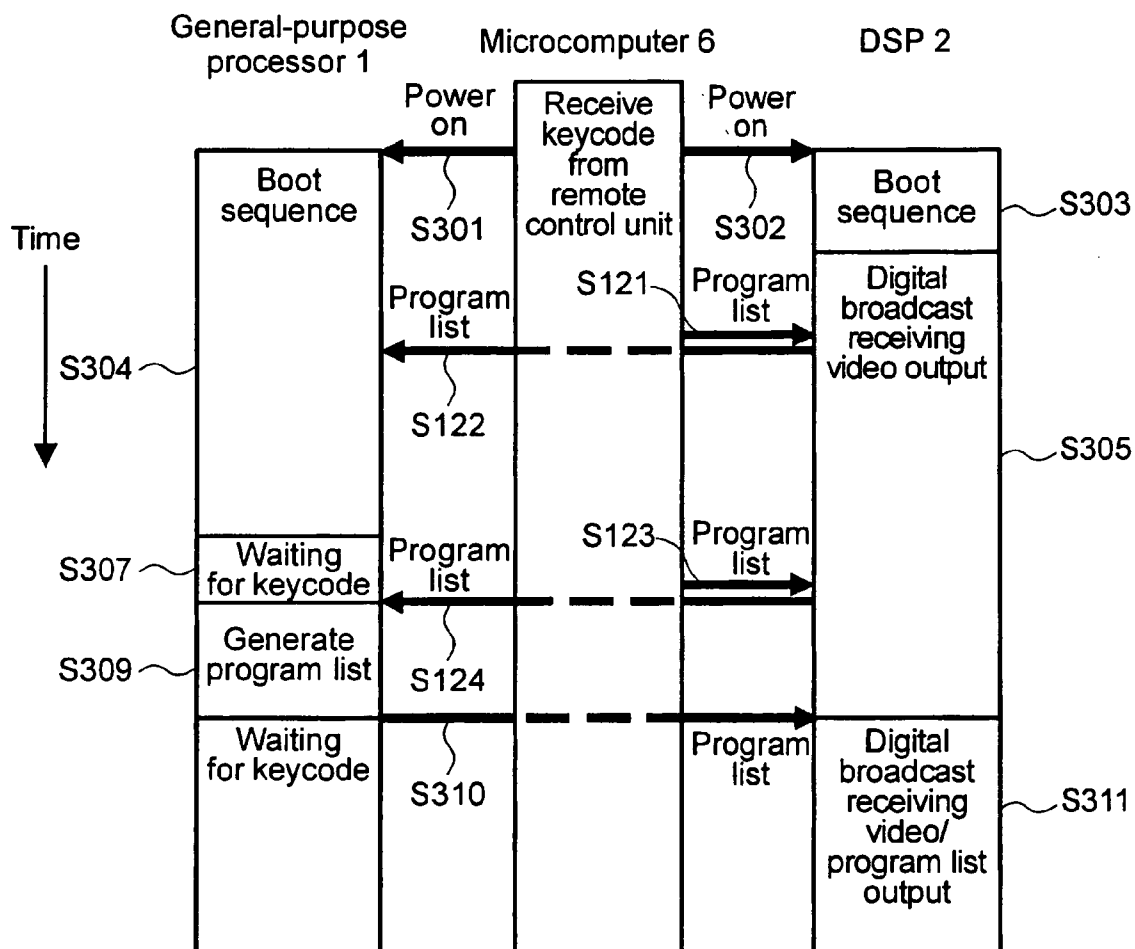 General-purpose
processor 1
Microcomputer 6
DSP 2
Power
on
Receive
keycode
from
remote
control unit
Power
on
Boot
sequence
S301
S302
Boot
sequence
S303
Time
Program
list
S121
Program
list
Digital
broadcast
receiving
video output
S304
S122
S305
S307
Waiting
for keycode
Program
list
S123
Program
list
S309
Generate
program list
S124
Waiting
for keycode
S310
Program
list
Digital
broadcast
receiving
video/
program list
output
S311